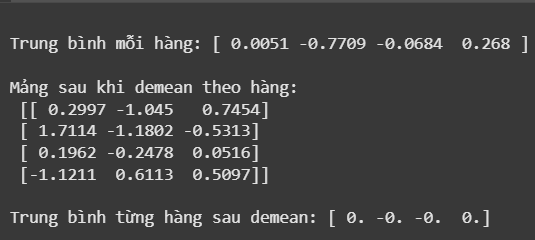 Trung bình mỗi hàng: [ 0.0051 -0.7709 -0.0684  0.268 ]
Mảng sau khi demean theo hàng:
 [[ 0.2997 -1.045   0.7454]
 [ 1.7114 -1.1802 -0.5313]
 [ 0.1962 -0.2478  0.0516]
 [-1.1211  0.6113  0.5097]]
Trung bình từng hàng sau demean: [ 0. -0. -0.  0.]